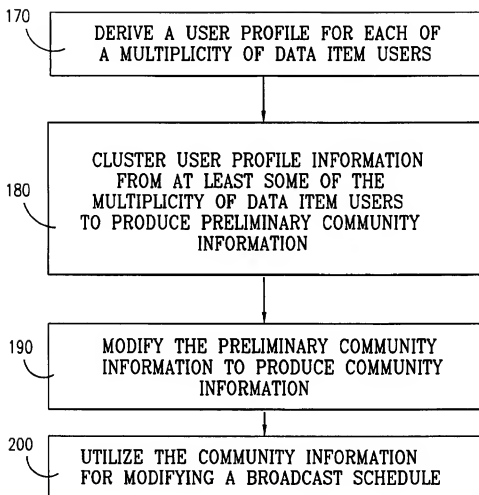 170
DERIVE A USER PROFILE FOR EACH OF
A MULTIPLICITY OF DATA ITEM USERS
180
CLUSTER USER PROFILE INFORMATION
FROM AT LEAST SOME OF THE
MULTIPLICITY OF DATA ITEM USERS
TO PRODUCE PRELIMINARY COMMUNITY
INFORMATION
190
MODIFY THE PRELIMINARY COMMUNITY
INFORMATION TO PRODUCE COMMUNITY
INFORMATION
200
UTILIZE THE COMMUNITY INFORMATION
FOR MODIFYING A BROADCAST SCHEDULE